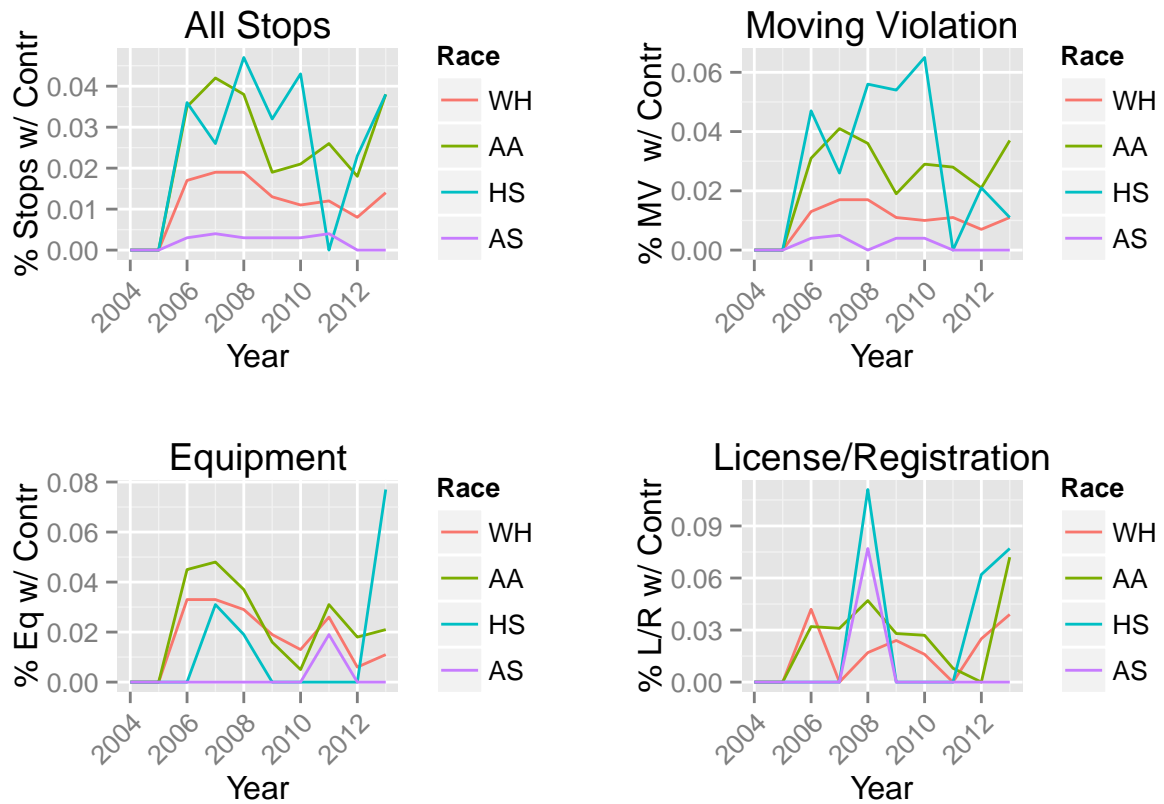 All Stops
% Stops w/ Contr
0.04
0.03
0.02
0.01
0.00
2004
2006
2008
2010
2012
Year
Race
WH
AA
HS
AS
Moving Violation
% MV w/ Contr
0.06
0.04
0.02
0.00
2004
2006
2008
2010
2012
Year
Race
WH
AA
HS
AS
Equipment
% Eq w/ Contr
0.08
0.06
0.04
0.02
0.00
2004
2006
2008
2010
2012
Year
Race
WH
AA
HS
AS
License/Registration
% L/R w/ Contr
0.09
0.06
0.03
0.00
2004
2006
2008
2010
2012
Year
Race
WH
AA
HS
AS